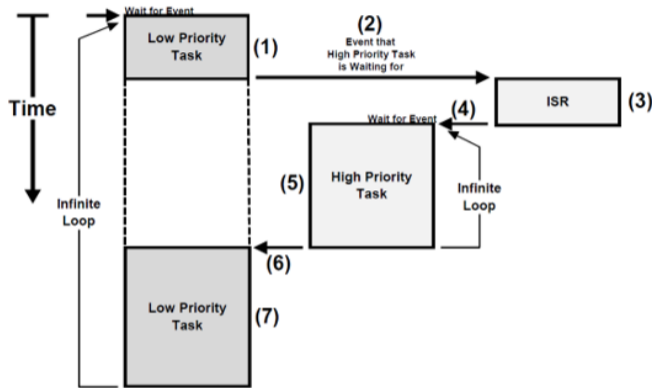 Wait for Event
Low Priority
Task
(1)
(2)
Event that
High Priority Task
is Waiting for
Time
ISR
(3)
Wait for Event
(4)
(5)
High Priority
Task
Infinite
Loop
Infinite
Loop
(6)
Low Priority
Task
(7)